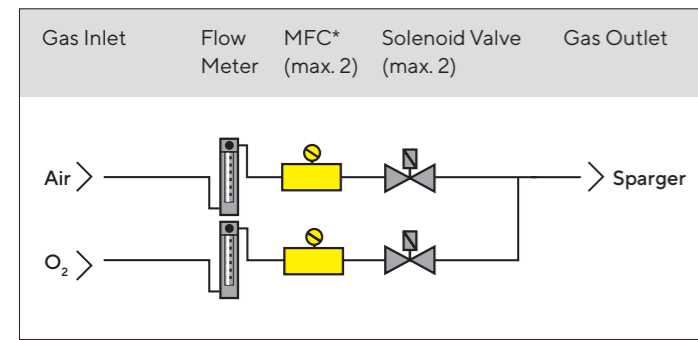 Gas Inlet
Flow Meter
MFC* (max. 2)
Solenoid Valve (max. 2)
Gas Outlet
Air
Sparger
O₂